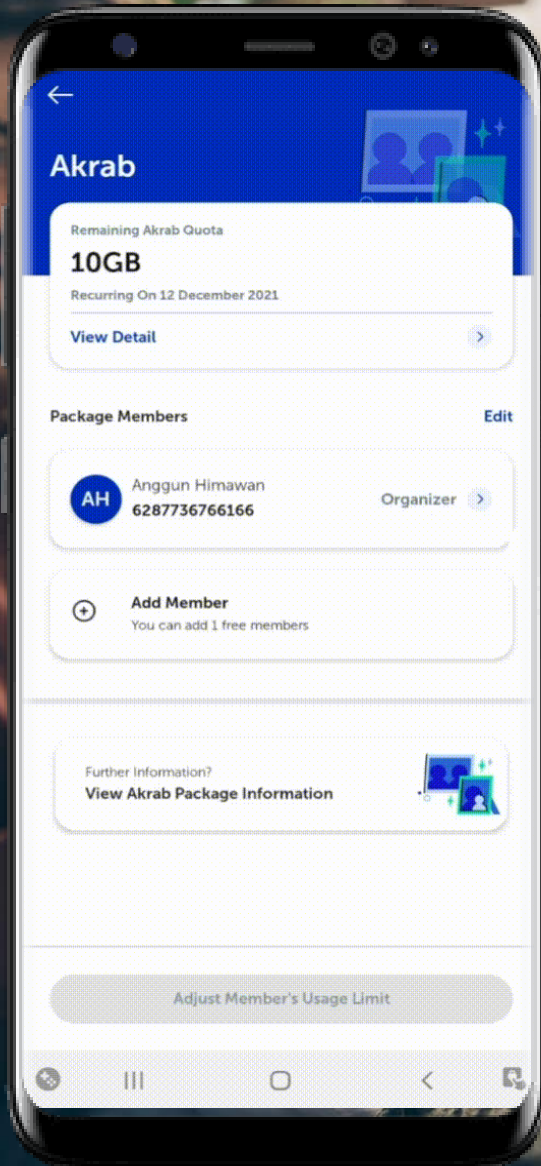 Akrab
Remaining Akrab Quota
10GB
Recurring On 12 December 2021
View Detail
Package Members
Edit
AH
Anggun Himawan
6287736766166
Organizer
Add Member
You can add 1 free members
Further Information?
View Akrab Package Information
Adjust Member's Usage Limit